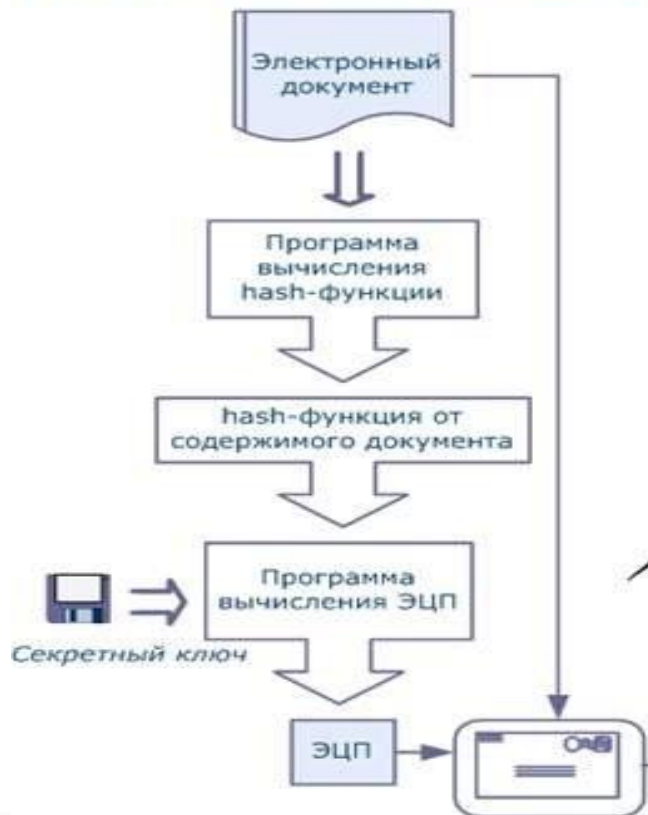 Электронный
документ
Программа
вычисления
hash-функции
hash-функция от
содержимого документа
Программа
вычисления ЭЦП
Секретный ключ
ЭЦП